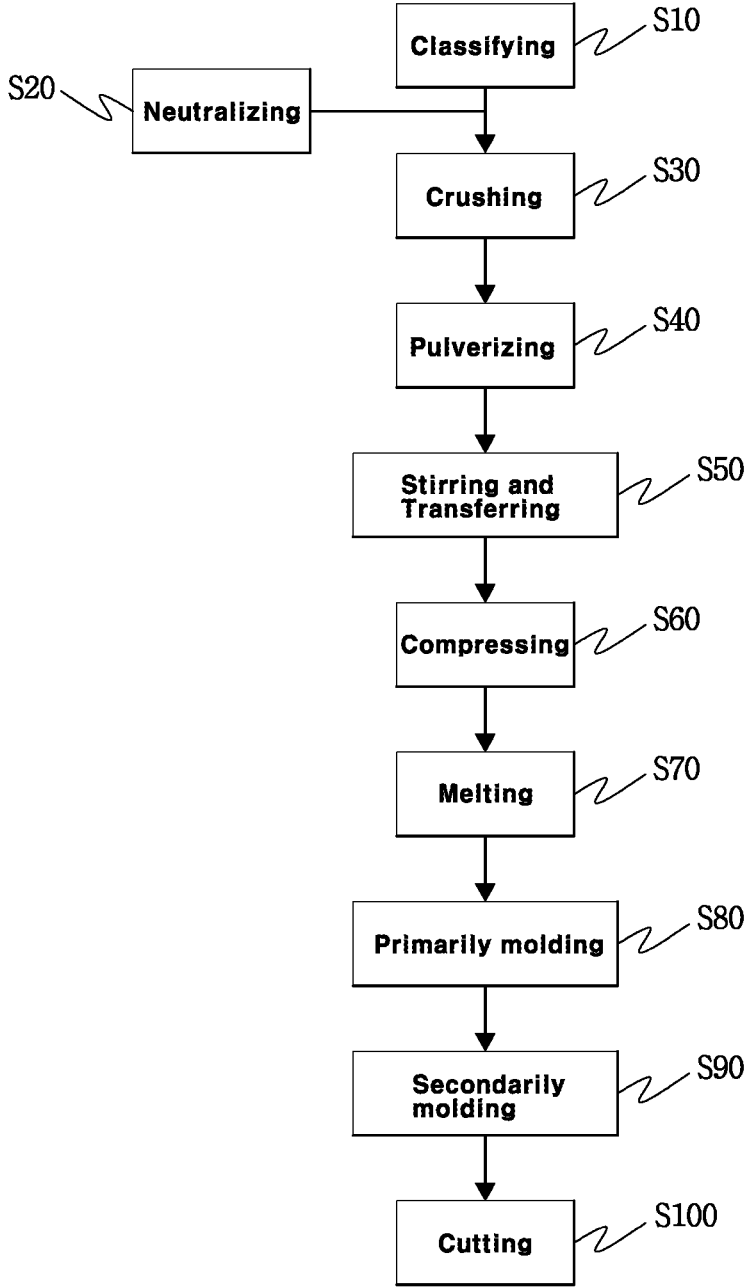 Classifying
S10
S20
Neutralizing
Crushing
S30
Pulverizing
S40
Stirring and
Transferring
S50
Compressing
S60
Melting
S70
Primarily molding
S80
Secondarily
molding
S90
Cutting
S100